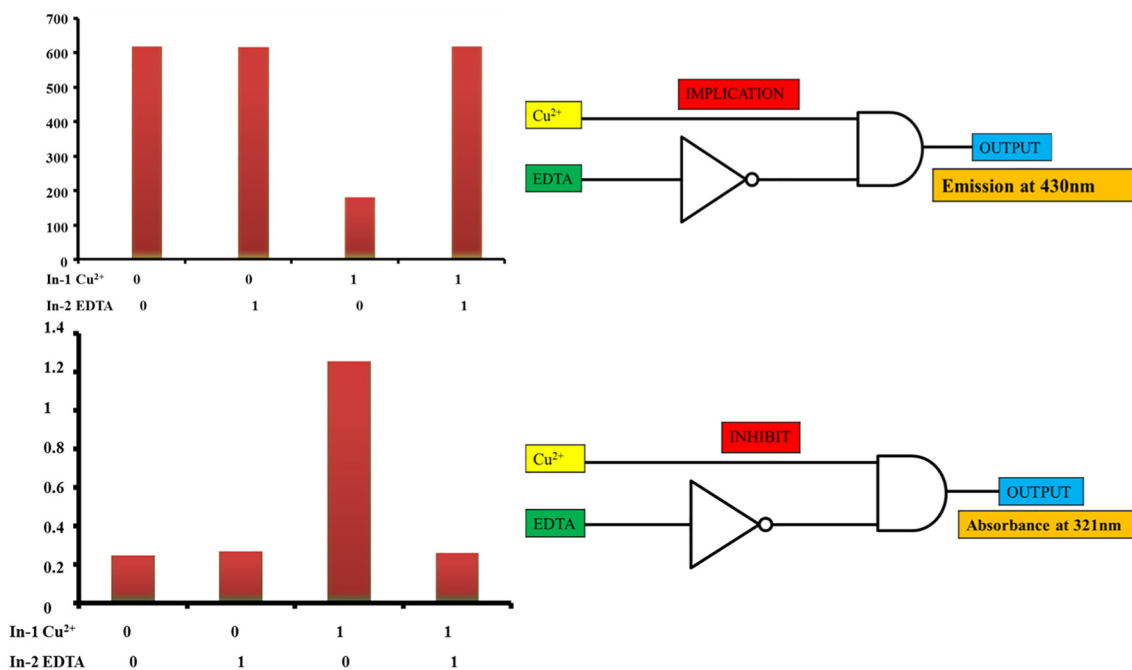 700
600
500
400
300
200
100
0
In-1 Cu²⁺ 0 0 1 1
In-2 EDTA 0 1 0 1
IMPLICATION
Cu²⁺
EDTA
OUTPUT
Emission at 430nm
1.4
1.2
1
0.8
0.6
0.4
0.2
0
In-1 Cu²⁺ 0 0 1 1
In-2 EDTA 0 1 0 1
INHIBIT
Cu²⁺
EDTA
OUTPUT
Absorbance at 321nm